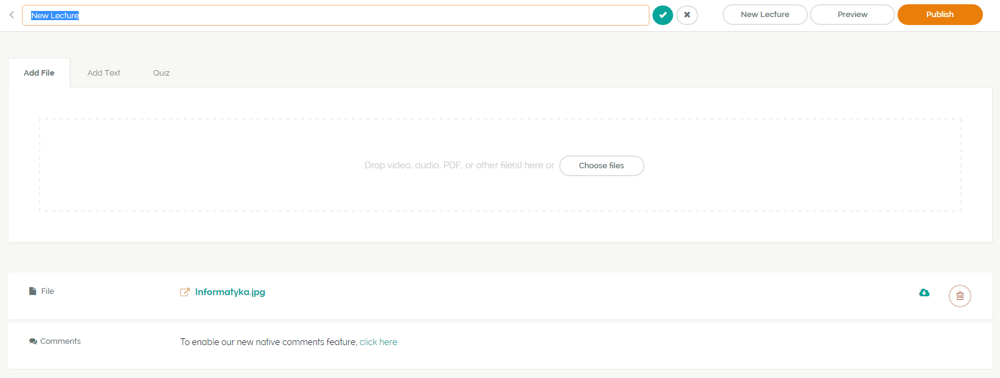 New Lecture
New Lecture
Preview
Publish
Add File
Add Text
Quiz
Drop video, audio, PDF, or other file(s) here or
Choose files
File
Informatyka.jpg
Comments
To enable our new native comments feature, click here.